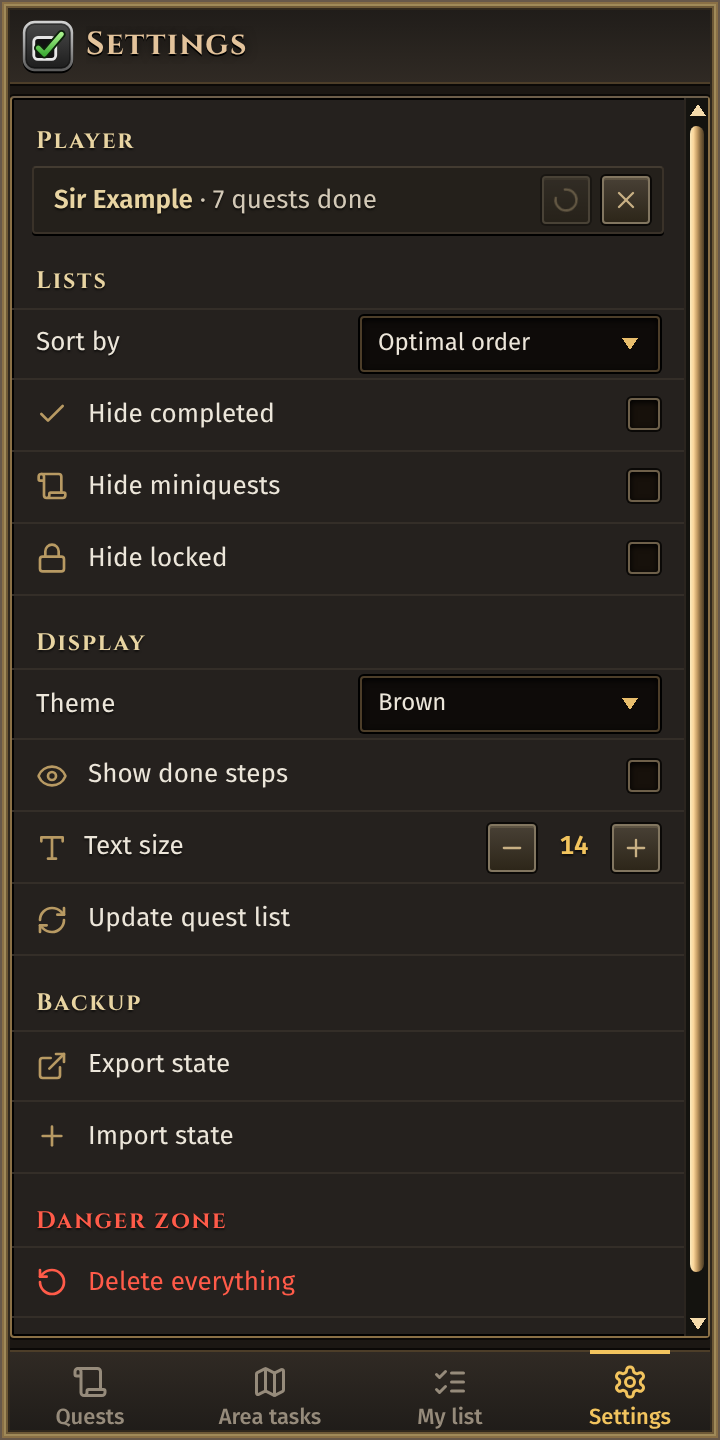 Settings
Player
Sir Example · 7 quests done
Lists
Sort by Optimal order
Hide completed
Hide miniquests
Hide locked
Display
Theme Brown
Show done steps
Text size 14
Update quest list
Backup
Export state
Import state
Danger zone
Delete everything
Quests Area tasks My list Settings